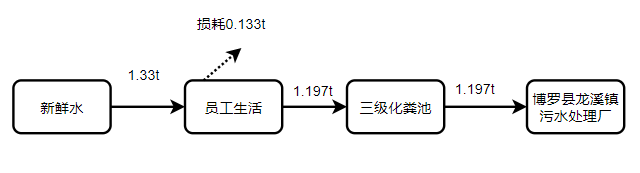 损耗0.133t
1.33t
1.197t
1.197t
新鲜水
员工生活
三级化粪池
博罗县龙溪镇
污水处理厂